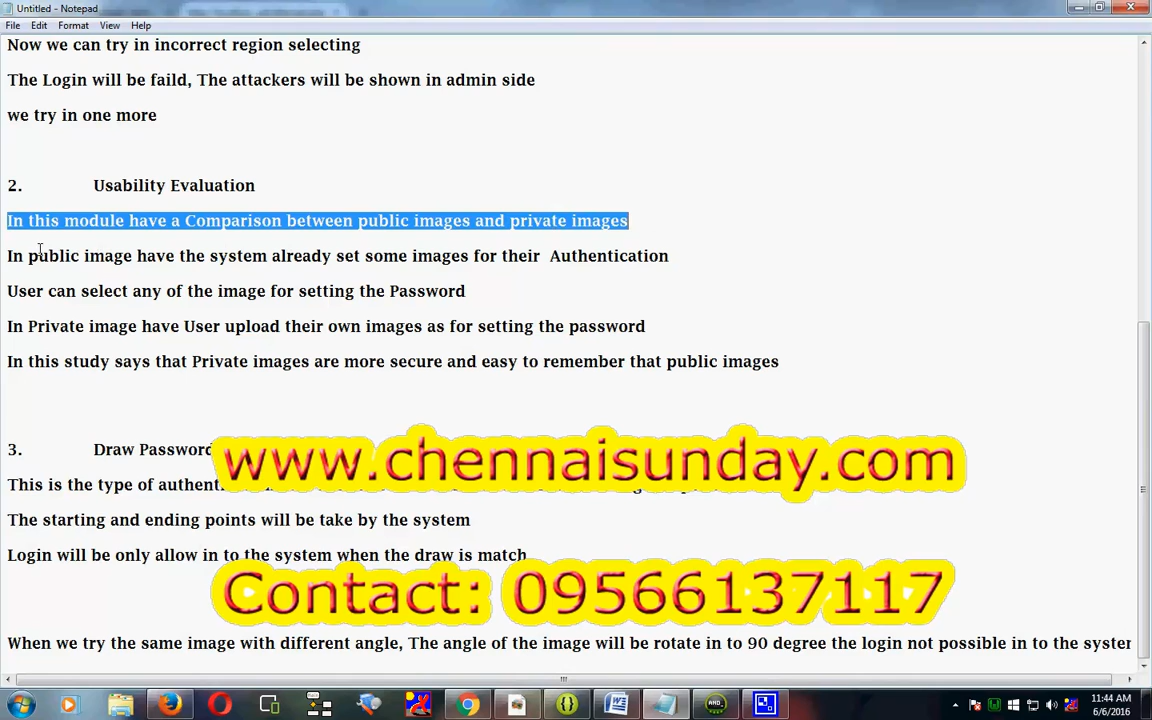 Untitled - Notepad
File Edit Format View Help
Now we can try in incorrect region selecting
The Login will be faild, The attackers will be shown in admin side
we try in one more
2. Usability Evaluation
In this module have a Comparison between public images and private images
In public image have the system already set some images for their Authentication
User can select any of the image for setting the Password
In Private image have User upload their own images as for setting the password
In this study says that Private images are more secure and easy to remember that public images
3. Draw Password
www.chennaisunday.com
This is the type of
The starting and ending points will be take by the system
Login will be only allow in to the system when the draw is match
Contact: 09566137117
When we try the same image with different angle, The angle of the image will be rotate in to 90 degree the login not possible in to the syster
11:44 AM
6/6/2016